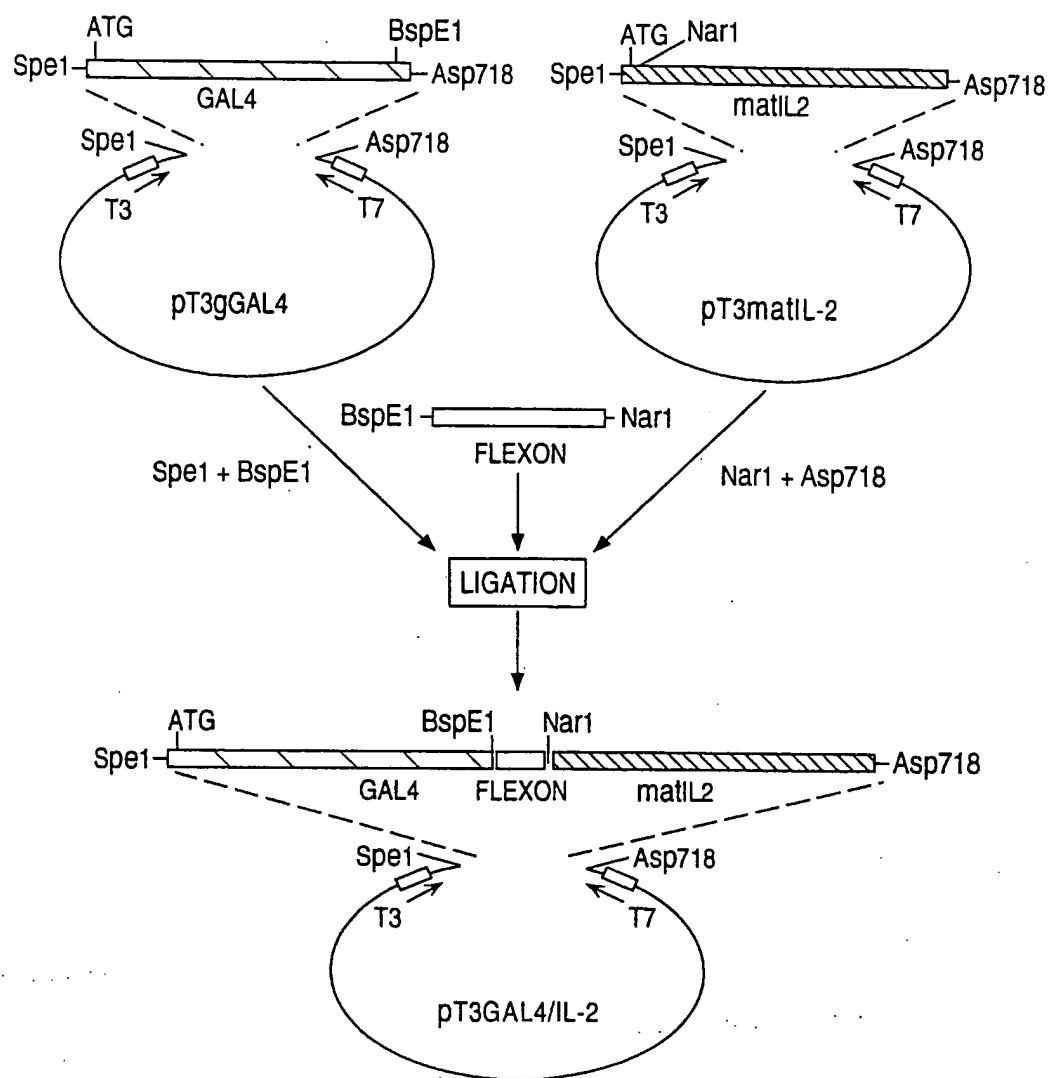 ATG
BspE1
Spe1
Asp718
GAL4
Spe1
Asp718
T3
T7
pT3gGAL4
ATG
Nar1
Spe1
Asp718
matIL2
Spe1
Asp718
T3
T7
pT3matIL-2
BspE1
Nar1
FLEXON
Spe1 + BspE1
Nar1 + Asp718
LIGATION
ATG
BspE1
Nar1
Spe1
Asp718
GAL4
FLEXON
matIL2
Spe1
Asp718
T3
T7
pT3GAL4/IL-2